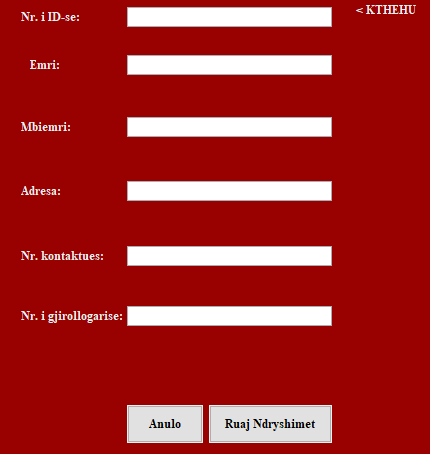 Nr. i ID-se:
< KTHEHU
Emri:
Mbiemri:
Adresa:
Nr. kontaktues:
Nr. i gjirollogarise:
Anulo
Ruaj Ndryshimet